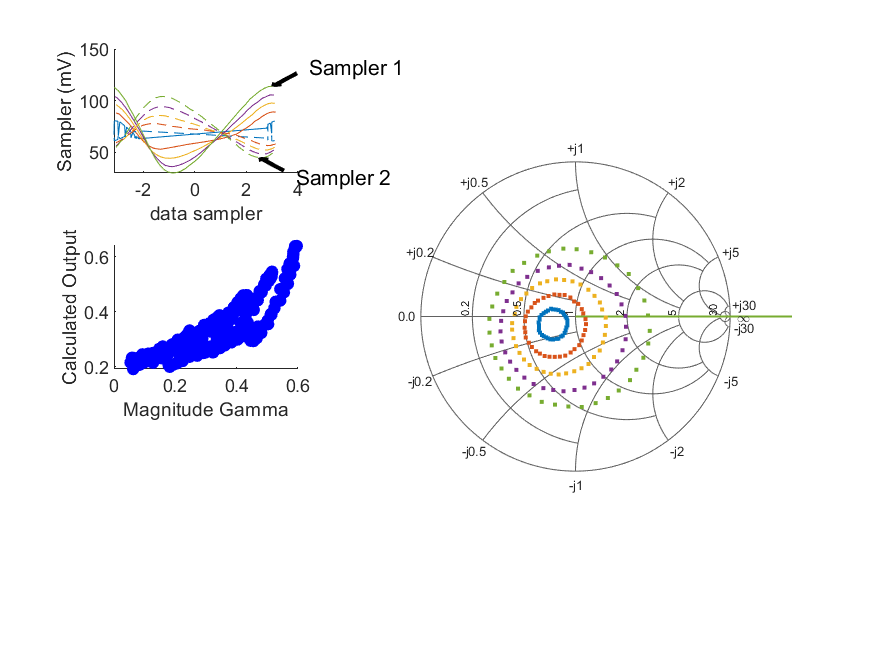 150
100
50
Sampler (mV)
-2
0
2
4
data sampler
Sampler 1
Sampler 2
0.6
0.4
0.2
Calculated Output
0
0.2
0.4
0.6
Magnitude Gamma
+j1
+j0.5
+j2
+j0.2
+j5
0.0
0.2
0.5
1
2
5
30
+j30
-j30
-j0.2
-j5
-j0.5
-j2
-j1